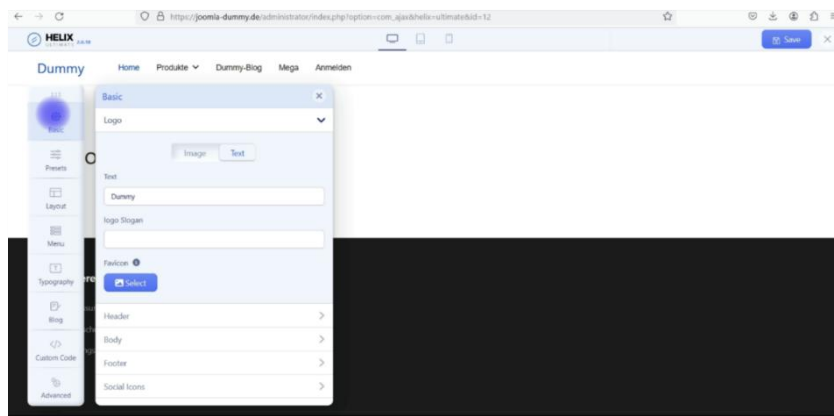 https://joomla-dummy.de/administrator/index.php?option=com_ajax&helix=ultimate&id=12
HELIX
ULTIMATE
Save
Dummy
Home Produkte Dummy-Blog Mega Anmelden
Basic
Logo
Basic
Image Text
Presets
Text
Dummy
Layout
logo Slogan
Menu
Favicon
Typography
Select
Blog
Header
Body
Custom Code
Footer
Social Icons
Advanced